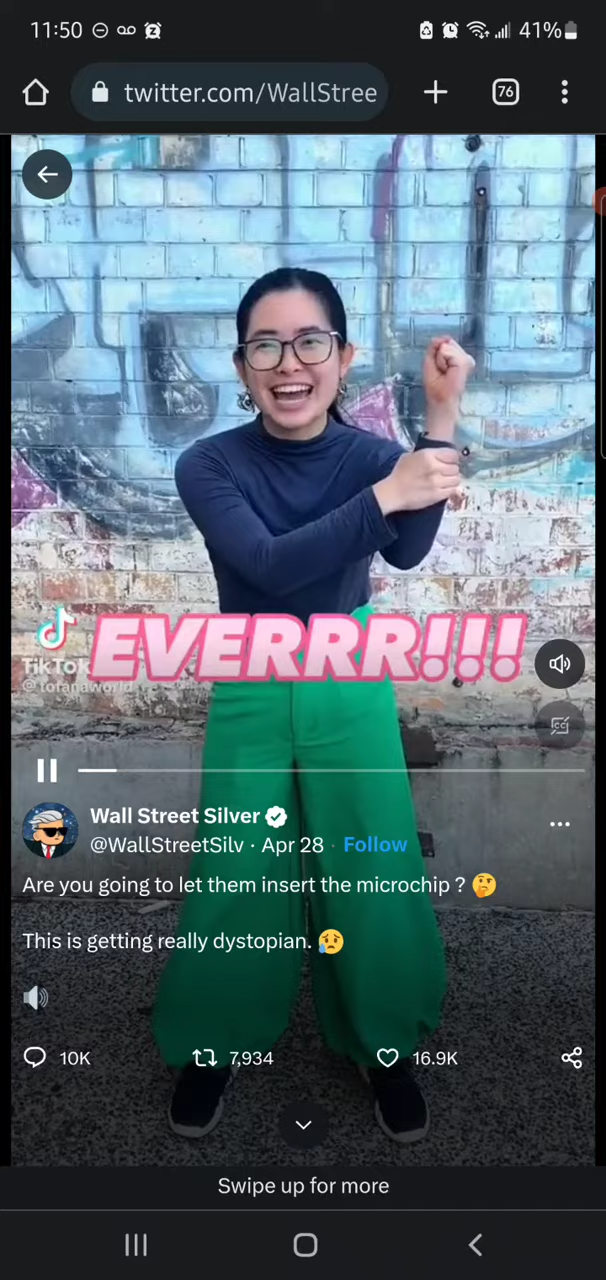 11:50
41%
twitter.com/WallStree
76
EVERRR!!!
TikTok
@tofanaworld
CC
Wall Street Silver
@WallStreetSilv · Apr 28 · Follow
Are you going to let them insert the microchip ? 🤔
This is getting really dystopian. 😥
🔊
10K 7,934 16.9K
Swipe up for more